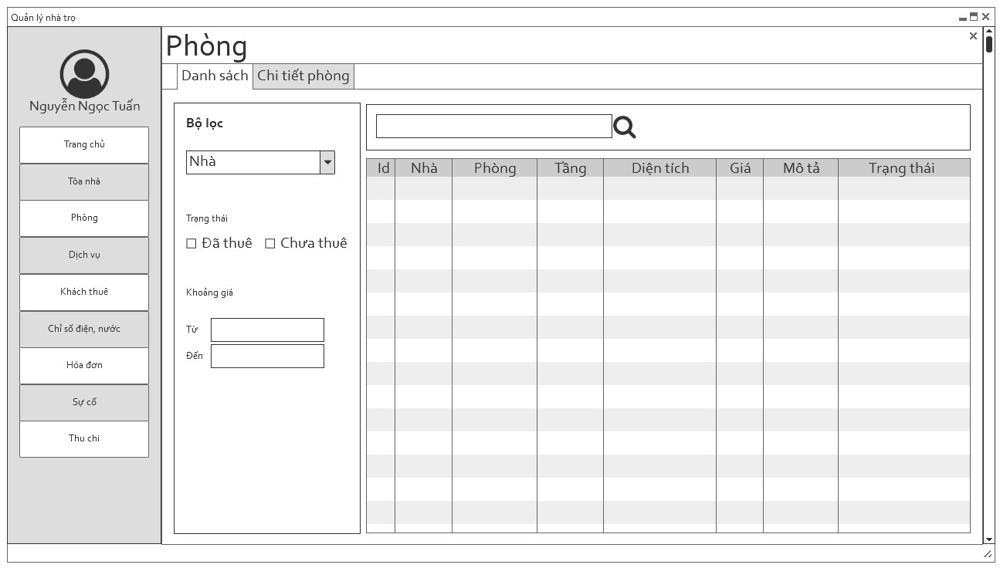 Quản lý nhà trọ
Phòng
Danh sách
Chi tiết phòng
Nguyễn Ngọc Tuấn
Trang chủ
Tòa nhà
Phòng
Dịch vụ
Khách thuê
Chỉ số điện, nước
Hóa đơn
Sự cố
Thu chi
Bộ lọc
Nhà
Trạng thái
Đã thuê
Chưa thuê
Khoảng giá
Từ
Đến
Id Nhà Phòng Tầng Diện tích Giá Mô tả Trạng thái